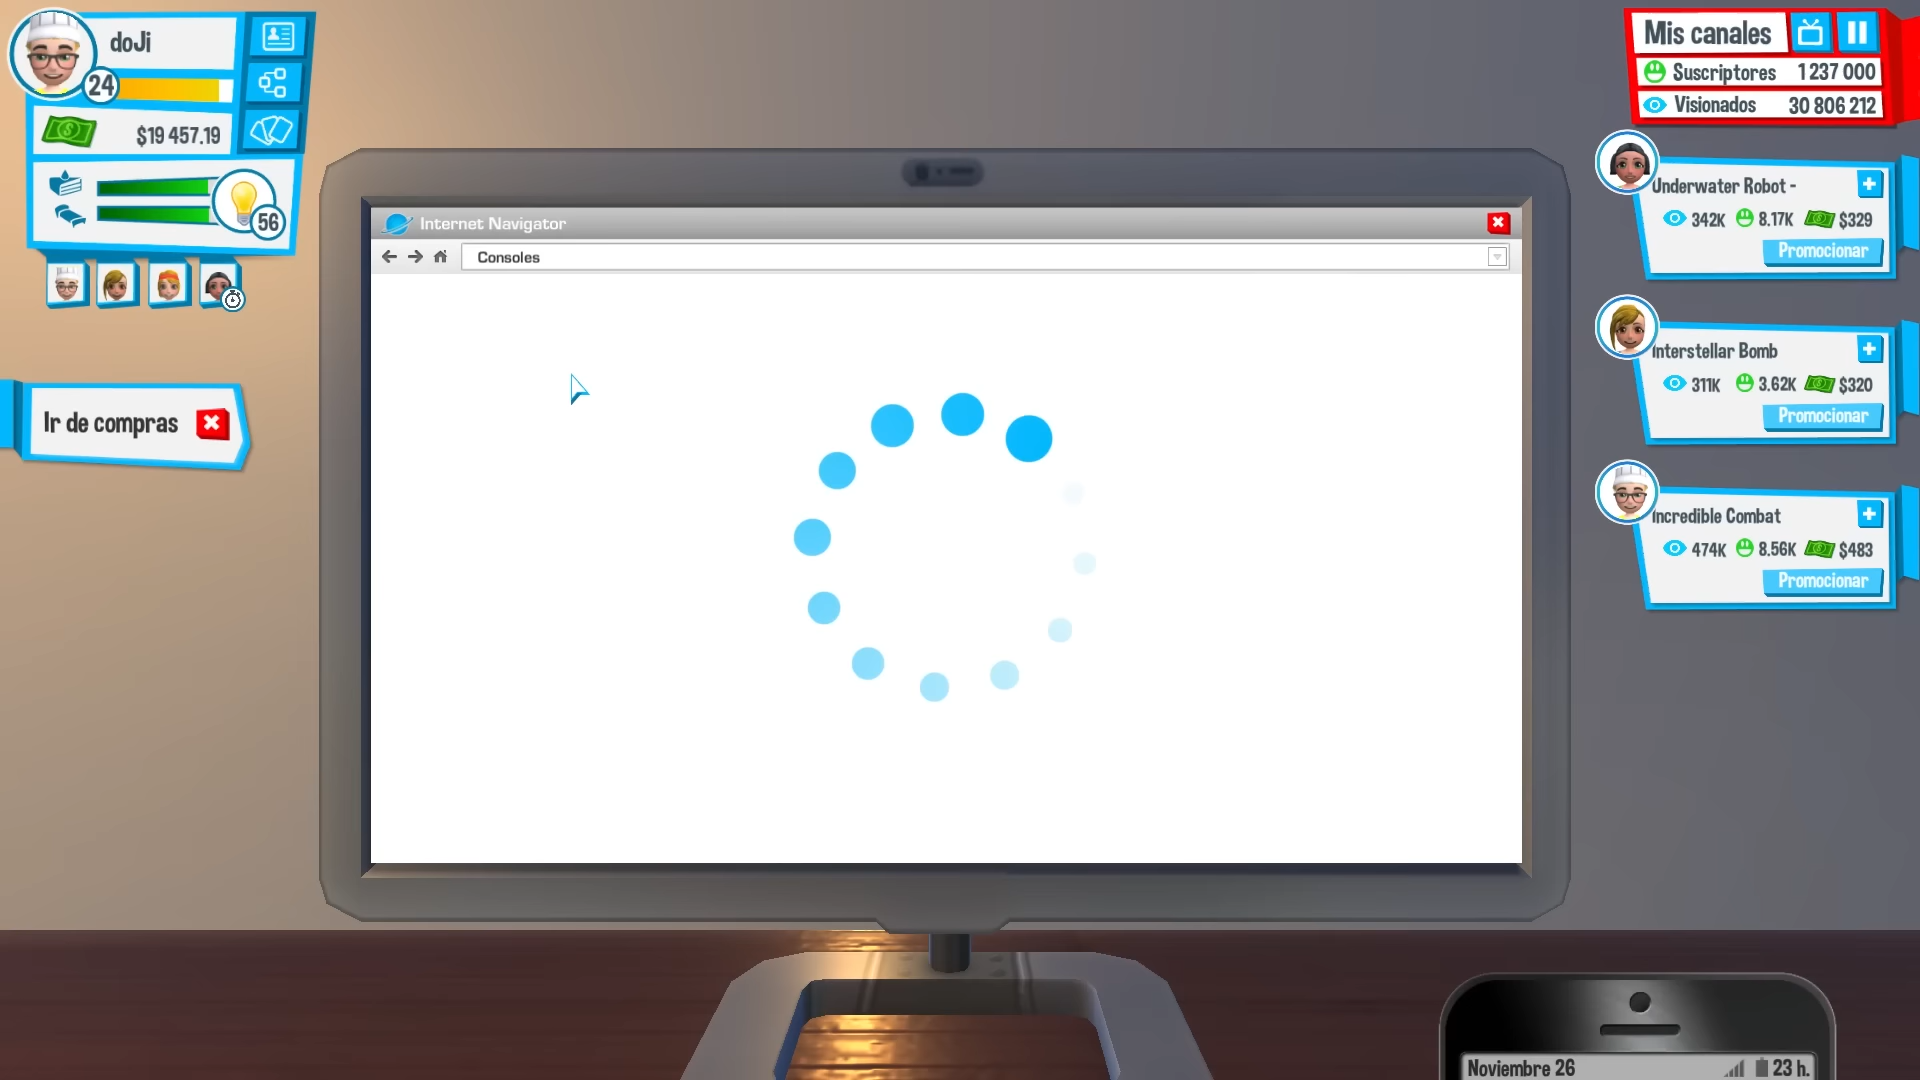 doJi
24
$19 457.19
56
Ir de compras
Internet Navigator
Consoles
Mis canales
Suscriptores 1 237 000
Visionados 30 806 212
Underwater Robot -
342K 8.17K $329
Promocionar
Interstellar Bomb
311K 3.62K $320
Promocionar
Incredible Combat
474K 8.56K $483
Promocionar
Noviembre 26 23 h.